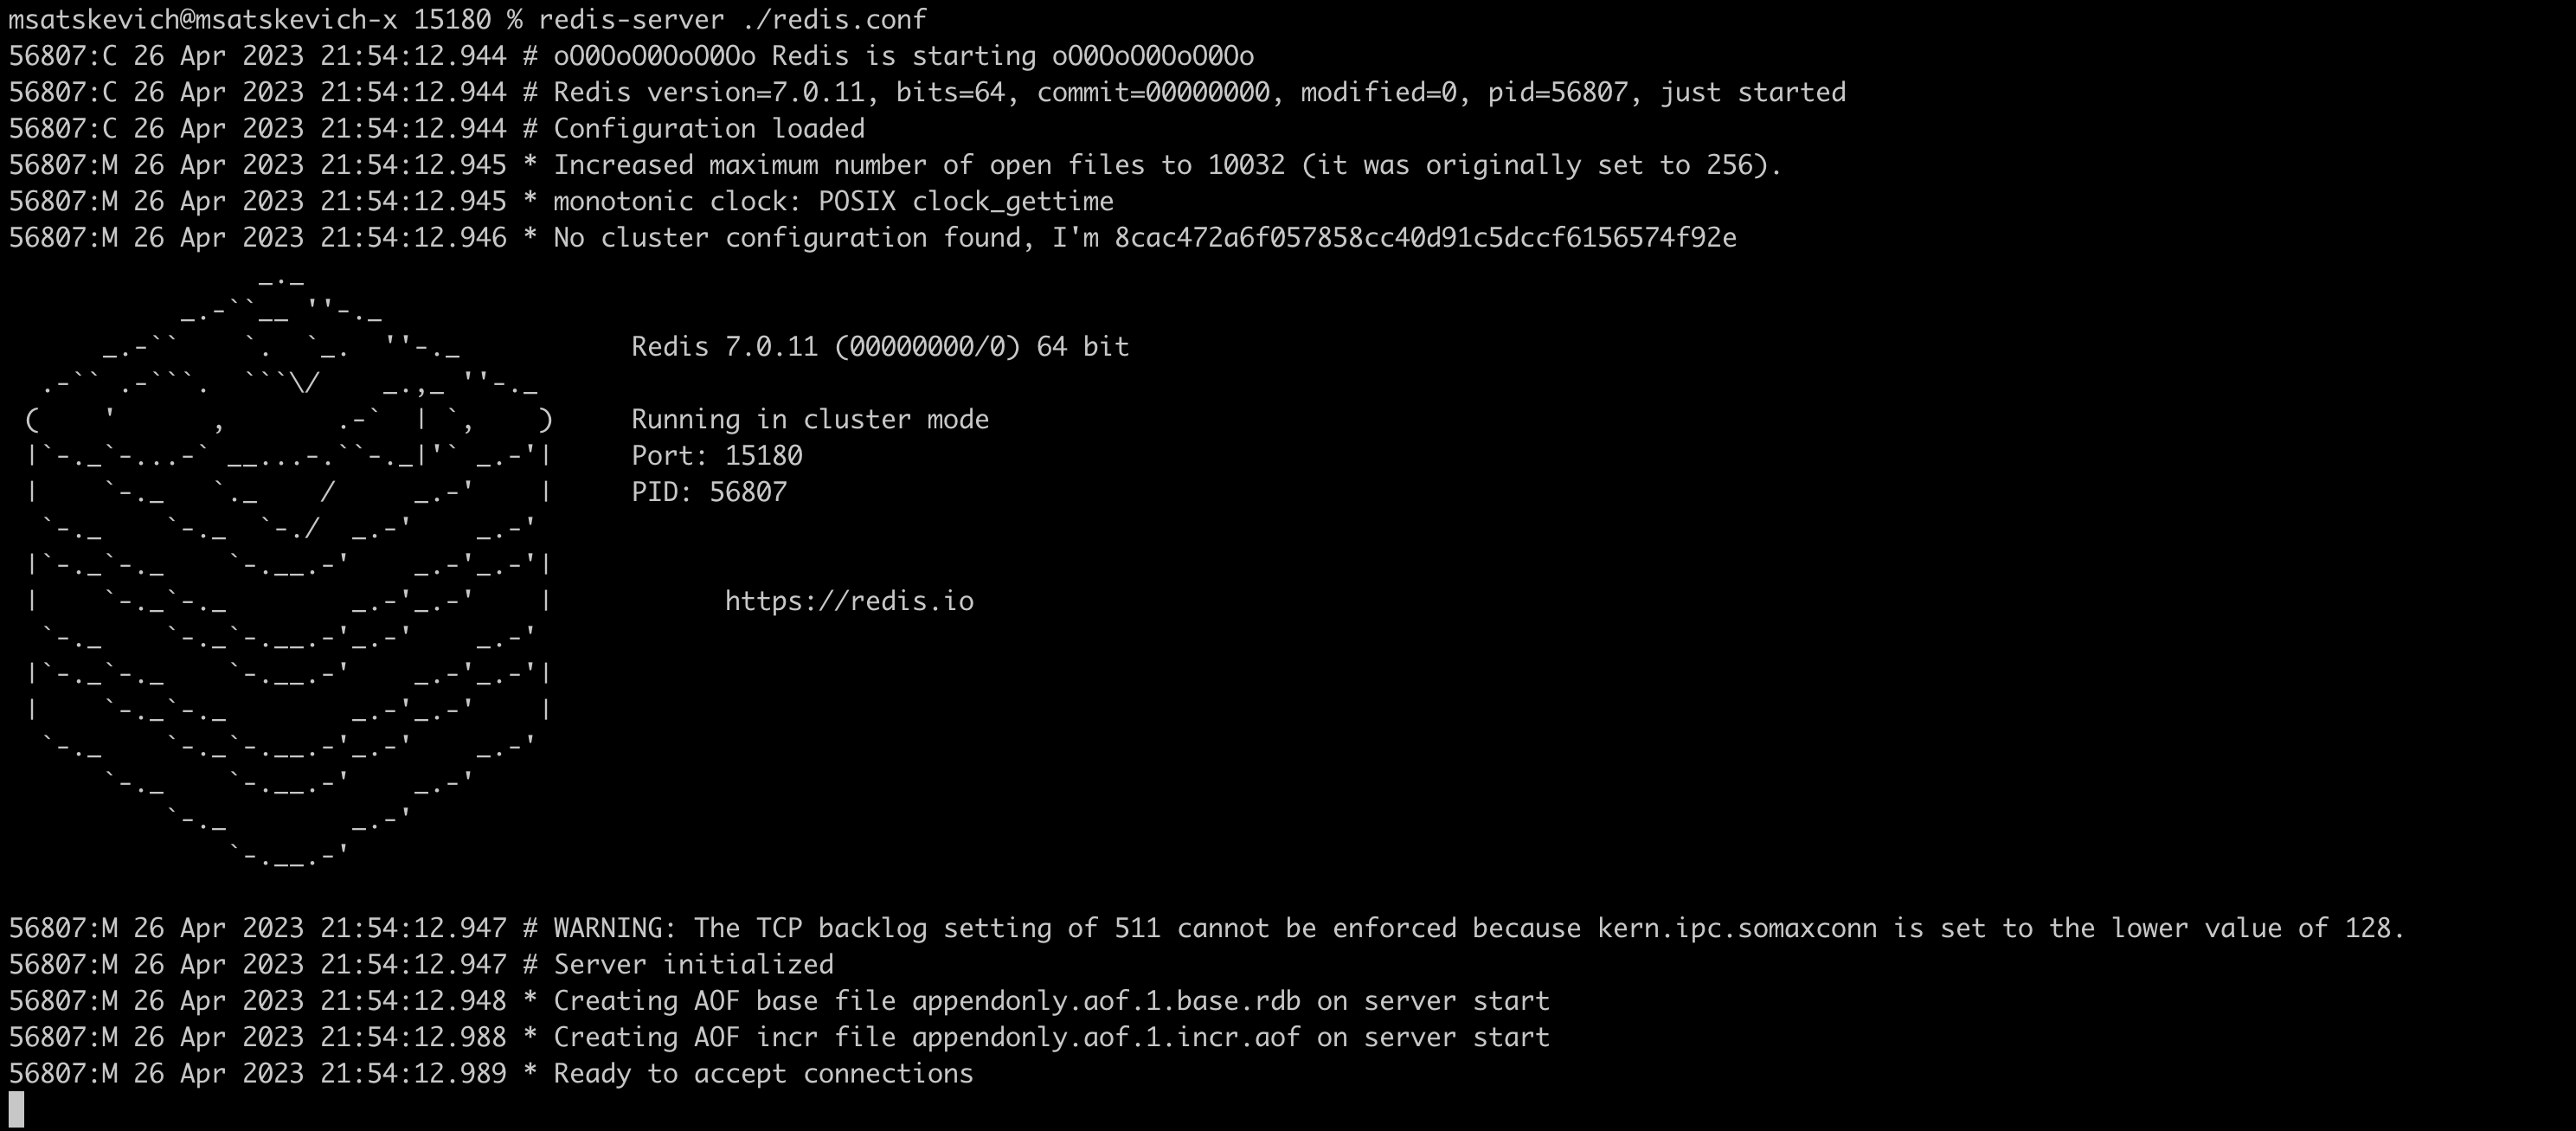 msatskevich@msatskevich-x 15180 % redis-server ./redis.conf
56807:C 26 Apr 2023 21:54:12.944 # oO0OoO0OoO0Oo Redis is starting oO0OoO0OoO0Oo
56807:C 26 Apr 2023 21:54:12.944 # Redis version=7.0.11, bits=64, commit=00000000, modified=0, pid=56807, just started
56807:C 26 Apr 2023 21:54:12.944 # Configuration loaded
56807:M 26 Apr 2023 21:54:12.945 * Increased maximum number of open files to 10032 (it was originally set to 256).
56807:M 26 Apr 2023 21:54:12.945 * monotonic clock: POSIX clock_gettime
56807:M 26 Apr 2023 21:54:12.946 * No cluster configuration found, I'm 8cac472a6f057858cc40d91c5dccf6156574f92e
Redis 7.0.11 (00000000/0) 64 bit
Running in cluster mode
Port: 15180
PID: 56807
https://redis.io
56807:M 26 Apr 2023 21:54:12.947 # WARNING: The TCP backlog setting of 511 cannot be enforced because kern.ipc.somaxconn is set to the lower value of 128.
56807:M 26 Apr 2023 21:54:12.947 # Server initialized
56807:M 26 Apr 2023 21:54:12.948 * Creating AOF base file appendonly.aof.1.base.rdb on server start
56807:M 26 Apr 2023 21:54:12.988 * Creating AOF incr file appendonly.aof.1.incr.aof on server start
56807:M 26 Apr 2023 21:54:12.989 * Ready to accept connections